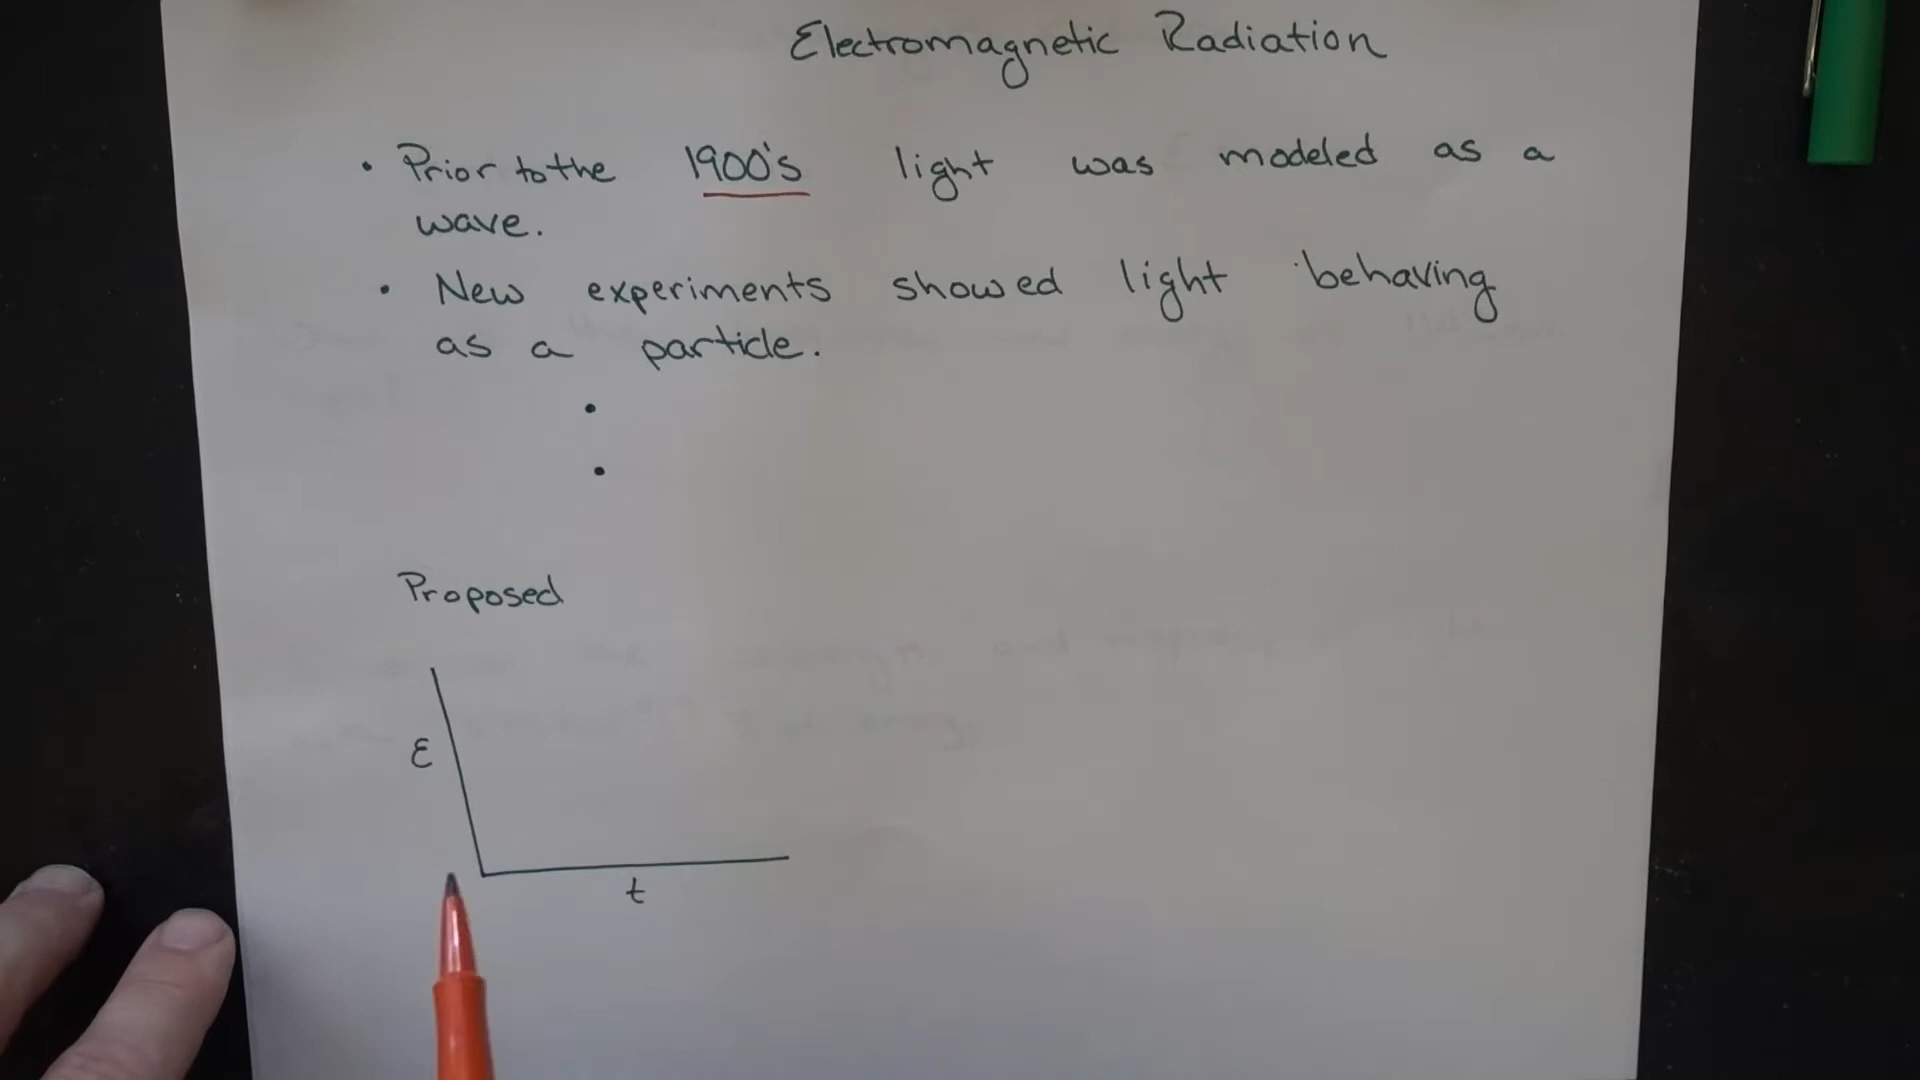 Electromagnetic Radiation
• Prior to the 1900's light was modeled as a
wave.
• New experiments showed light behaving
as a particle.
•
•
Proposed
ε
t